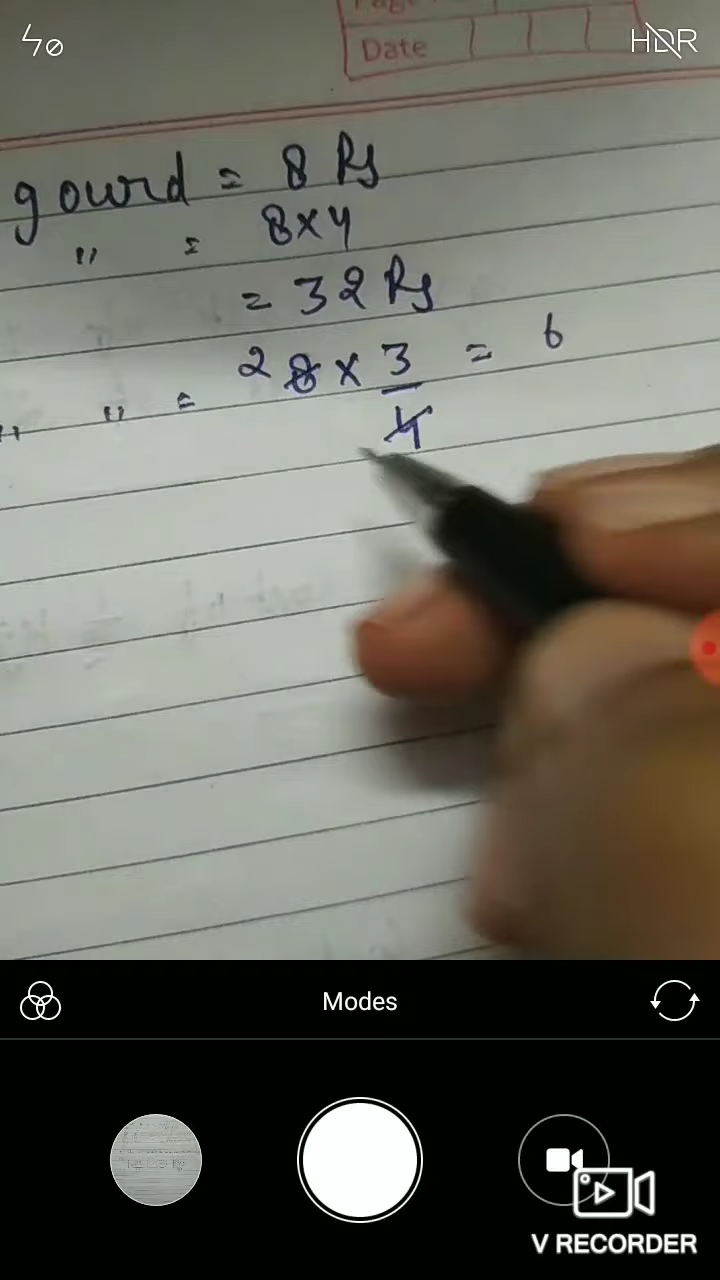 HDR
Date
gourd = 8 Rs
" = 8×4
= 32 Rs
" " = 2 8 × 3/4 = 6
Modes
V RECORDER